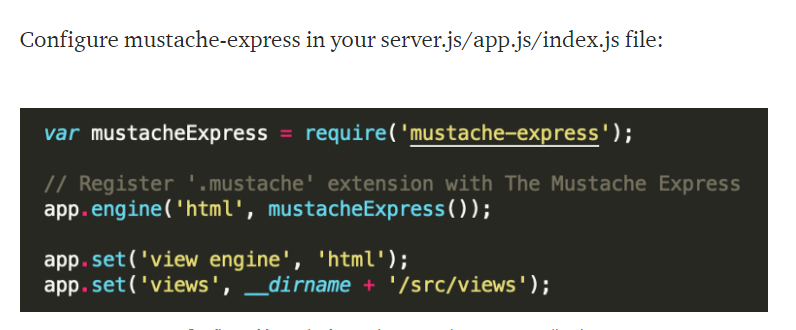 Configure mustache-express in your server.js/app.js/index.js file:
var mustacheExpress = require('mustache-express');
// Register '.mustache' extension with The Mustache Express
app.engine('html', mustacheExpress());
app.set('view engine', 'html');
app.set('views', __dirname + '/src/views');